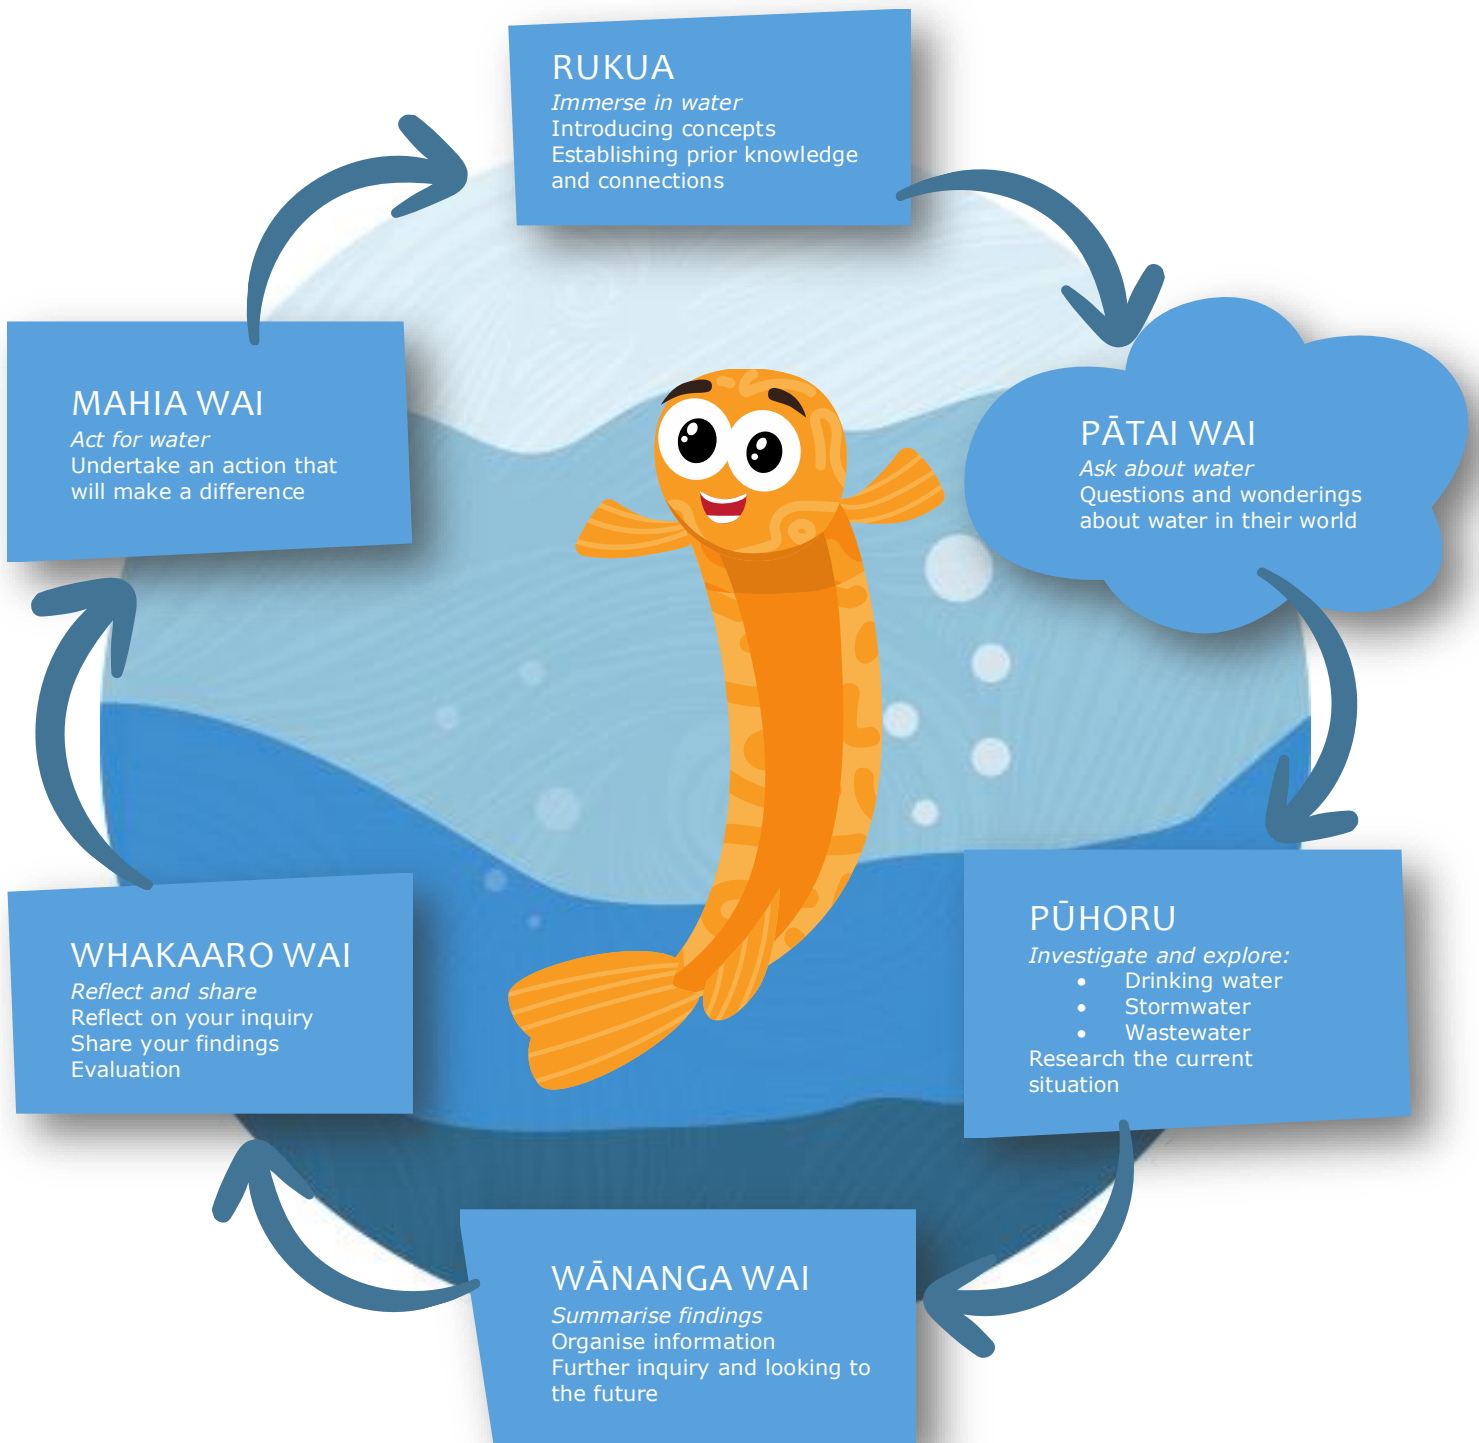 RUKUA
Immerse in water
Introducing concepts
Establishing prior knowledge
and connections
PĀTAI WAI
Ask about water
Questions and wonderings
about water in their world
PŪHORU
Investigate and explore:
• Drinking water
• Stormwater
• Wastewater
Research the current
situation
WĀNANGA WAI
Summarise findings
Organise information
Further inquiry and looking to
the future
WHAKAARO WAI
Reflect and share
Reflect on your inquiry
Share your findings
Evaluation
MAHIA WAI
Act for water
Undertake an action that
will make a difference